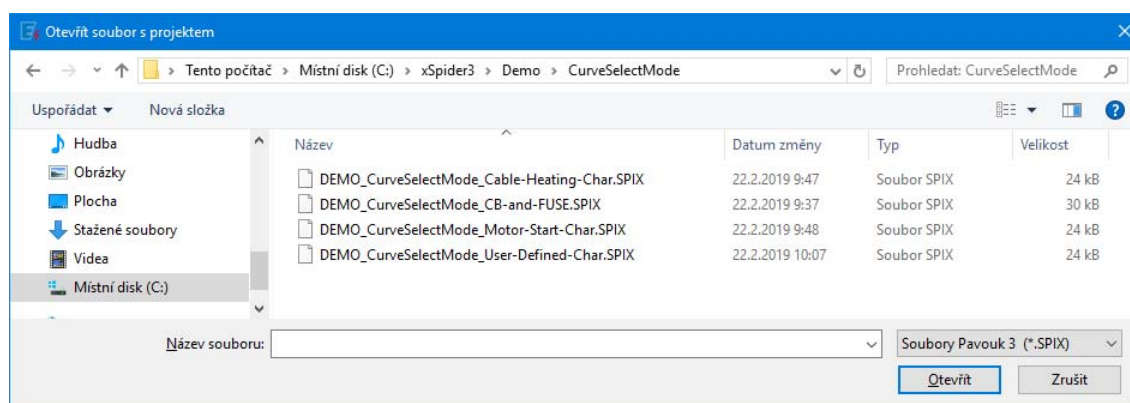 Otevřít soubor s projektem
Tento počítač > Místní disk (C:) > xSpider3 > Demo > CurveSelectMode
Prohledat: CurveSelectMode
Uspořádat Nová složka
Název Datum změny Typ Velikost
Hudba
Obrázky
Plocha
Stažené soubory
Videa
Místní disk (C:)
DEMO_CurveSelectMode_Cable-Heating-Char.SPIX 22.2.2019 9:47 Soubor SPIX 24 kB
DEMO_CurveSelectMode_CB-and-FUSE.SPIX 22.2.2019 9:37 Soubor SPIX 30 kB
DEMO_CurveSelectMode_Motor-Start-Char.SPIX 22.2.2019 9:48 Soubor SPIX 24 kB
DEMO_CurveSelectMode_User-Defined-Char.SPIX 22.2.2019 10:07 Soubor SPIX 24 kB
Název souboru:
Soubory Pavouk 3 (*.SPIX)
Otevřít Zrušit